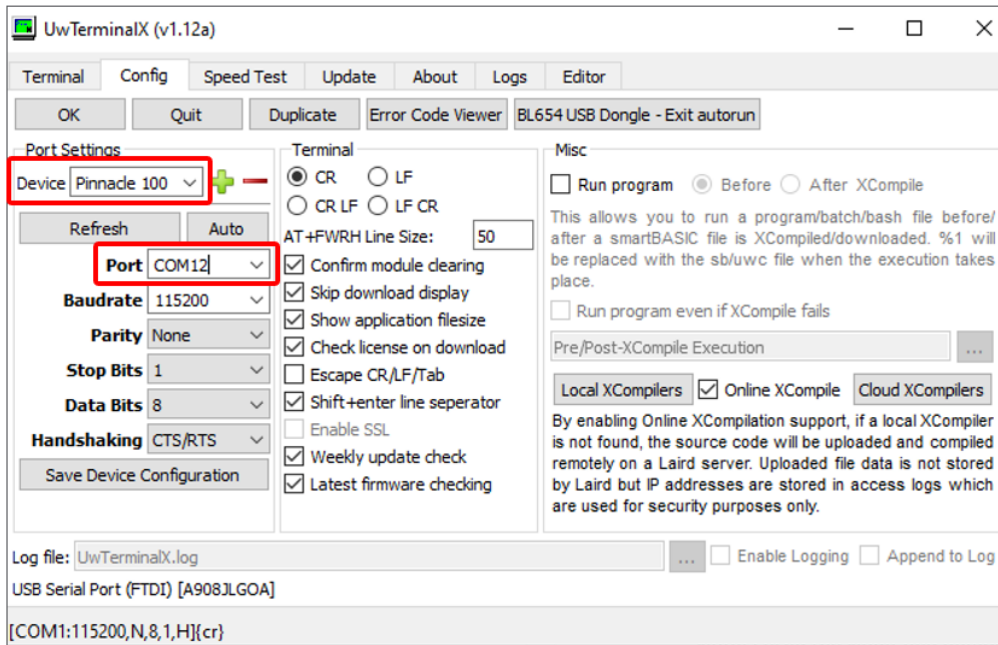 UwTerminalX (v1.12a)
Terminal Config Speed Test Update About Logs Editor
OK Quit Duplicate Error Code Viewer BL654 USB Dongle - Exit autorun
Port Settings
Device Pinnacle 100
Refresh Auto
Port COM12
Baudrate 115200
Parity None
Stop Bits 1
Data Bits 8
Handshaking CTS/RTS
Save Device Configuration
Terminal
CR LF
CR LF LF CR
AT+FWRH Line Size: 50
Confirm module clearing
Skip download display
Show application filesize
Check license on download
Escape CR/LF/Tab
Shift+enter line seperator
Enable SSL
Weekly update check
Latest firmware checking
Misc
Run program Before After XCompile
This allows you to run a program/batch/bash file before/
after a smartBASIC file is XCompiled/downloaded. %1 will
be replaced with the sb/uwc file when the execution takes
place.
Run program even if XCompile fails
Pre/Post-XCompile Execution ...
Local XCompilers Online XCompile Cloud XCompilers
By enabling Online XCompilation support, if a local XCompiler
is not found, the source code will be uploaded and compiled
remotely on a Laird server. Uploaded file data is not stored
by Laird but IP addresses are stored in access logs which
are used for security purposes only.
Log file: UwTerminalX.log ... Enable Logging Append to Log
USB Serial Port (FTDI) [A908JLGOA]
[COM1:115200,N,8,1,H]{cr}